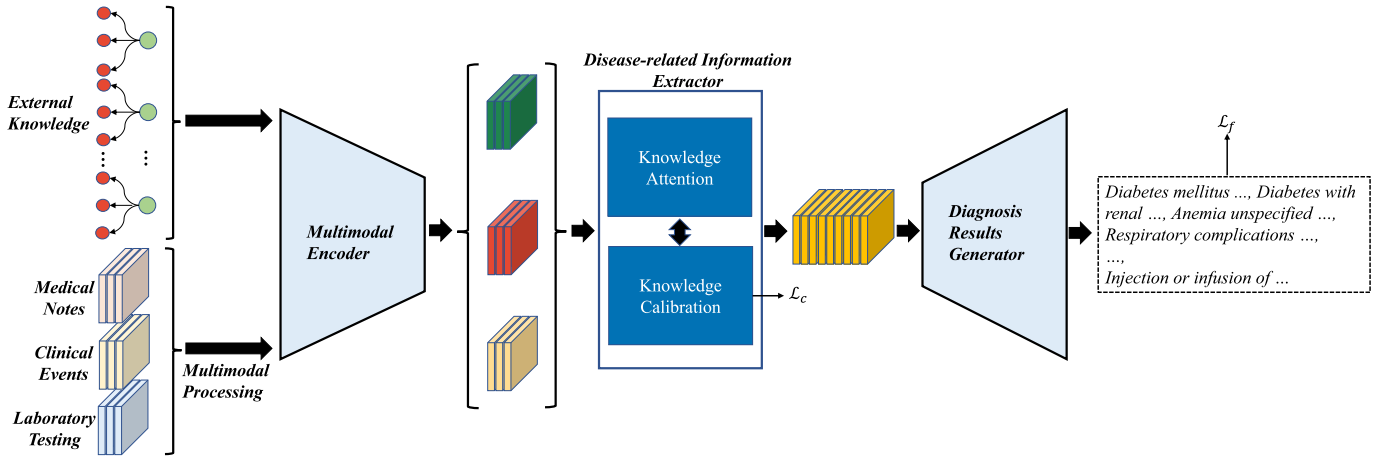 External
Knowledge
Medical
Notes
Clinical
Events
Laboratory
Testing
Multimodal
Processing
Multimodal
Encoder
Disease-related Information
Extractor
Knowledge
Attention
Knowledge
Calibration
ℒc
Diagnosis
Results
Generator
ℒf
Diabetes mellitus …, Diabetes with
renal …, Anemia unspecified …,
Respiratory complications …,
…,
Injection or infusion of …